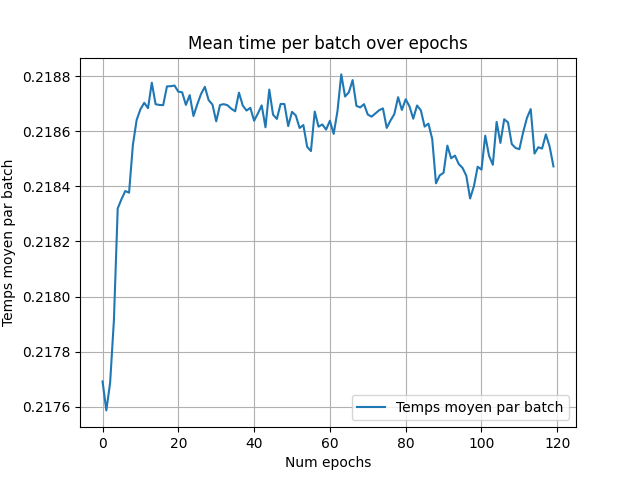 Mean time per batch over epochs
Temps moyen par batch
0.2188
0.2186
0.2184
0.2182
0.2180
0.2178
0.2176
Temps moyen par batch
0 20 40 60 80 100 120
Num epochs